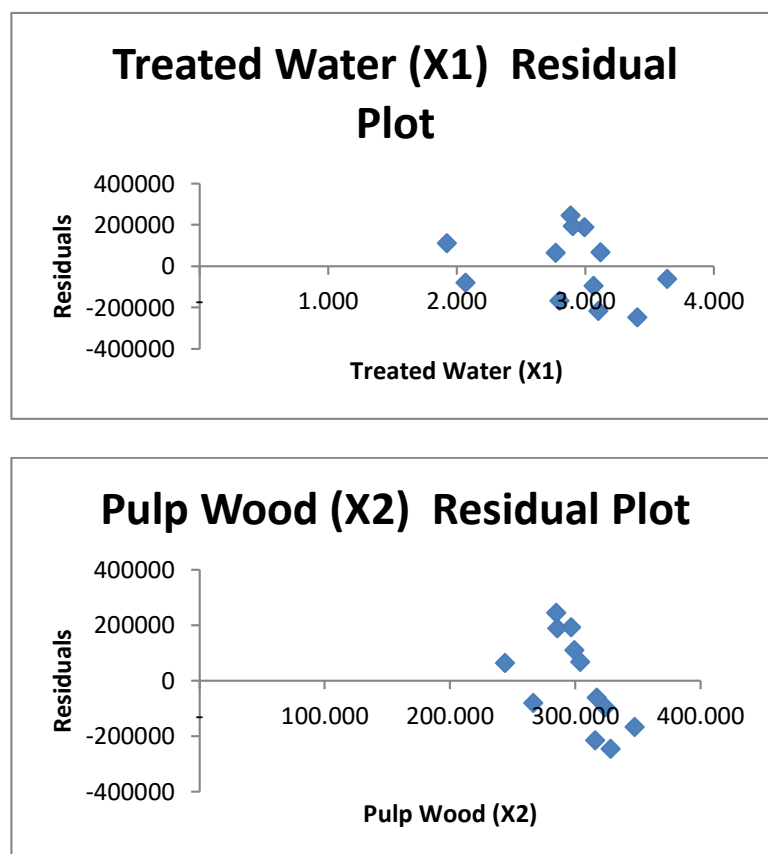 Treated Water (X1) Residual
Plot
400000
200000
0
-200000
-400000
-
1.000
2.000
3.000
4.000
Residuals
Treated Water (X1)
Pulp Wood (X2) Residual Plot
400000
200000
0
-200000
-400000
-
100.000
200.000
300.000
400.000
Residuals
Pulp Wood (X2)